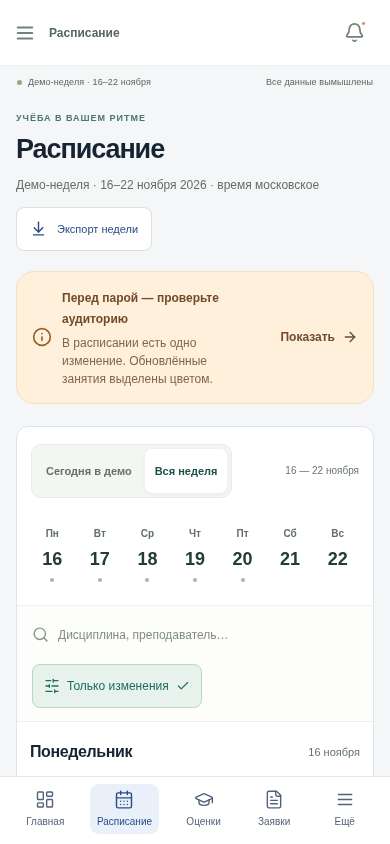 Расписание
Демо-неделя · 16–22 ноября
Все данные вымышлены
УЧЁБА В ВАШЕМ РИТМЕ
Расписание
Демо-неделя · 16–22 ноября 2026 · время московское
Экспорт недели
Перед парой — проверьте
аудиторию
В расписании есть одно
изменение. Обновлённые
занятия выделены цветом.
Показать
Сегодня в демо
Вся неделя
16 — 22 ноября
Пн Вт Ср Чт Пт Сб Вс
16 17 18 19 20 21 22
Дисциплина, преподаватель…
Только изменения
Понедельник
16 ноября
Главная
Расписание
Оценки
Заявки
Ещё